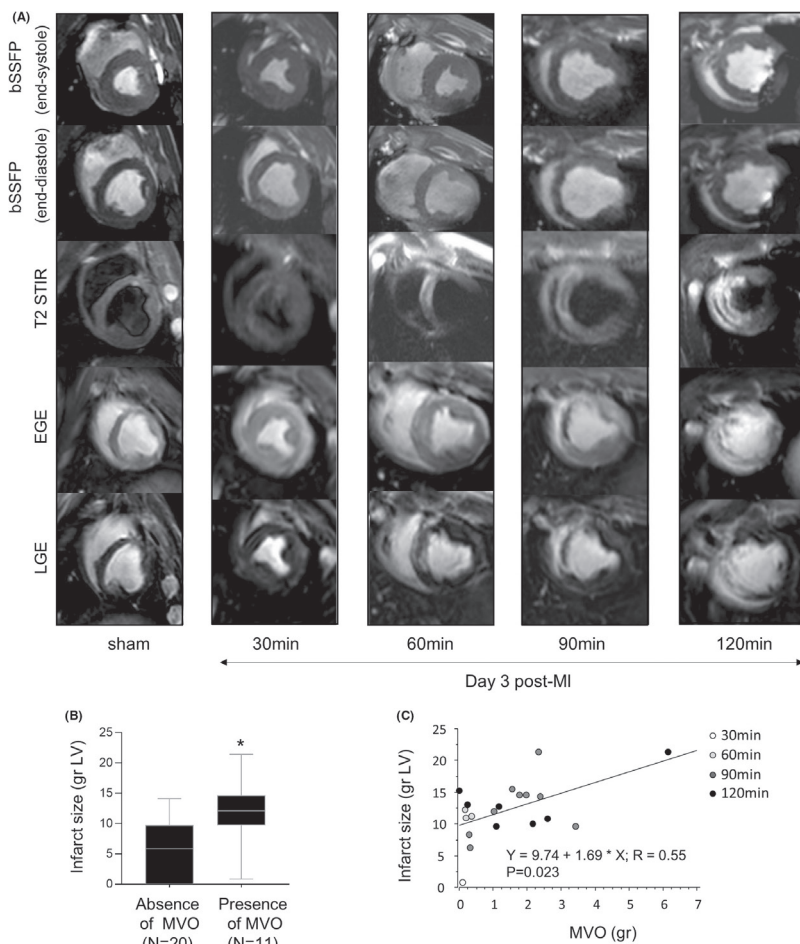 (A)
bSSFP
(end-systole)
bSSFP
(end-diastole)
T2 STIR
EGE
LGE
sham
30min
60min
90min
120min
Day 3 post-MI
(B)
Infarct size (gr LV)
25
20
15
10
5
0
*
Absence
of MVO
(N=20)
Presence
of MVO
(N=11)
(C)
Infarct size (gr LV)
25
20
15
10
5
0
0 1 2 3 4 5 6 7
MVO (gr)
Y = 9.74 + 1.69 * X; R = 0.55
P=0.023
30min
60min
90min
120min